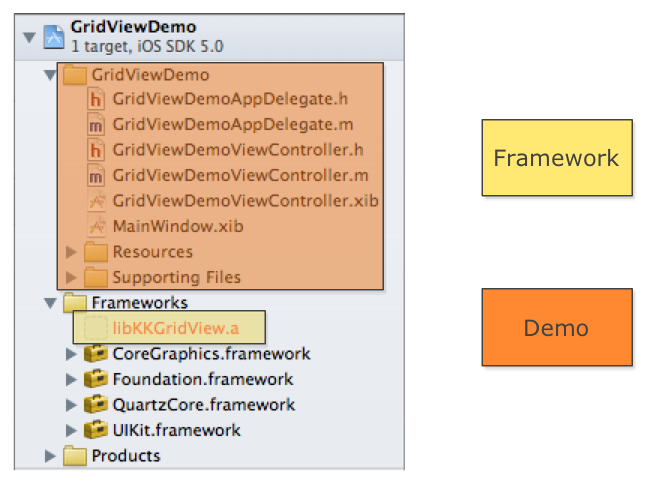 GridViewDemo
1 target, iOS SDK 5.0
GridViewDemo
GridViewDemoAppDelegate.h
GridViewDemoAppDelegate.m
GridViewDemoViewController.h
GridViewDemoViewController.m
GridViewDemoViewController.xib
MainWindow.xib
Resources
Supporting Files
Frameworks
libKKGridView.a
CoreGraphics.framework
Foundation.framework
QuartzCore.framework
UIKit.framework
Products
Framework
Demo